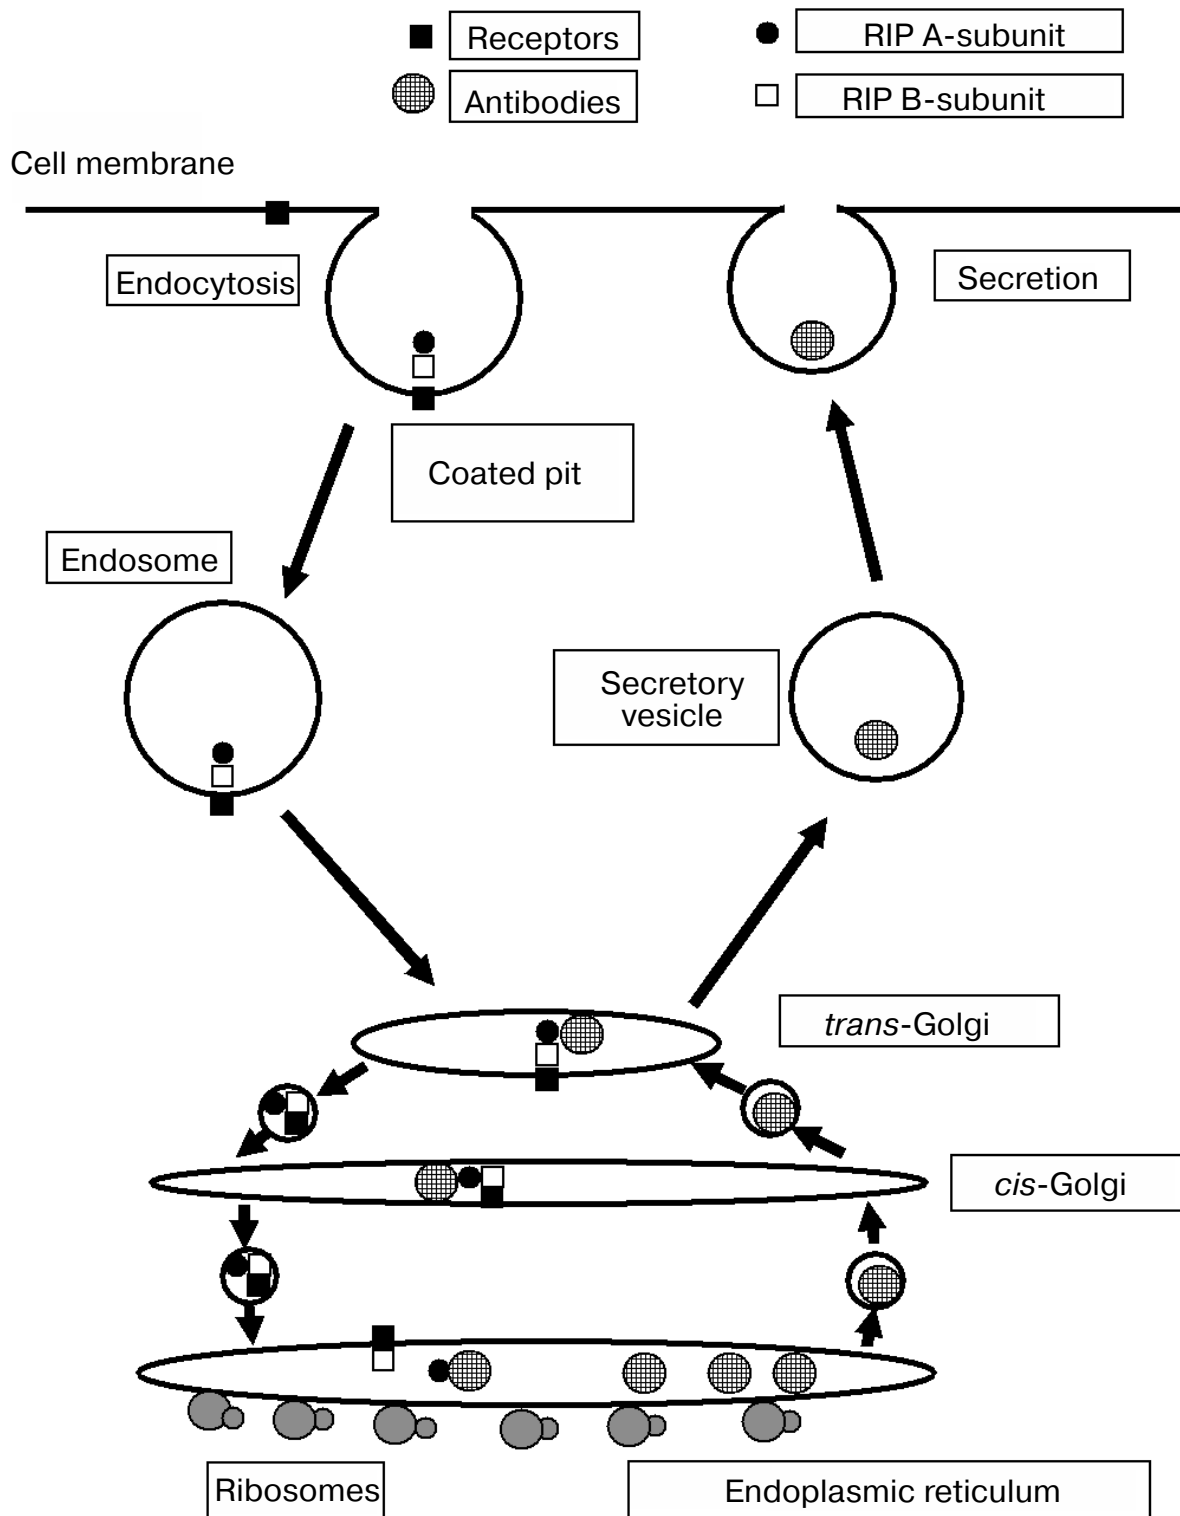 Receptors
RIP A-subunit
Antibodies
RIP B-subunit
Cell membrane
Endocytosis
Secretion
Coated pit
Endosome
Secretory
vesicle
trans-Golgi
cis-Golgi
Ribosomes
Endoplasmic reticulum